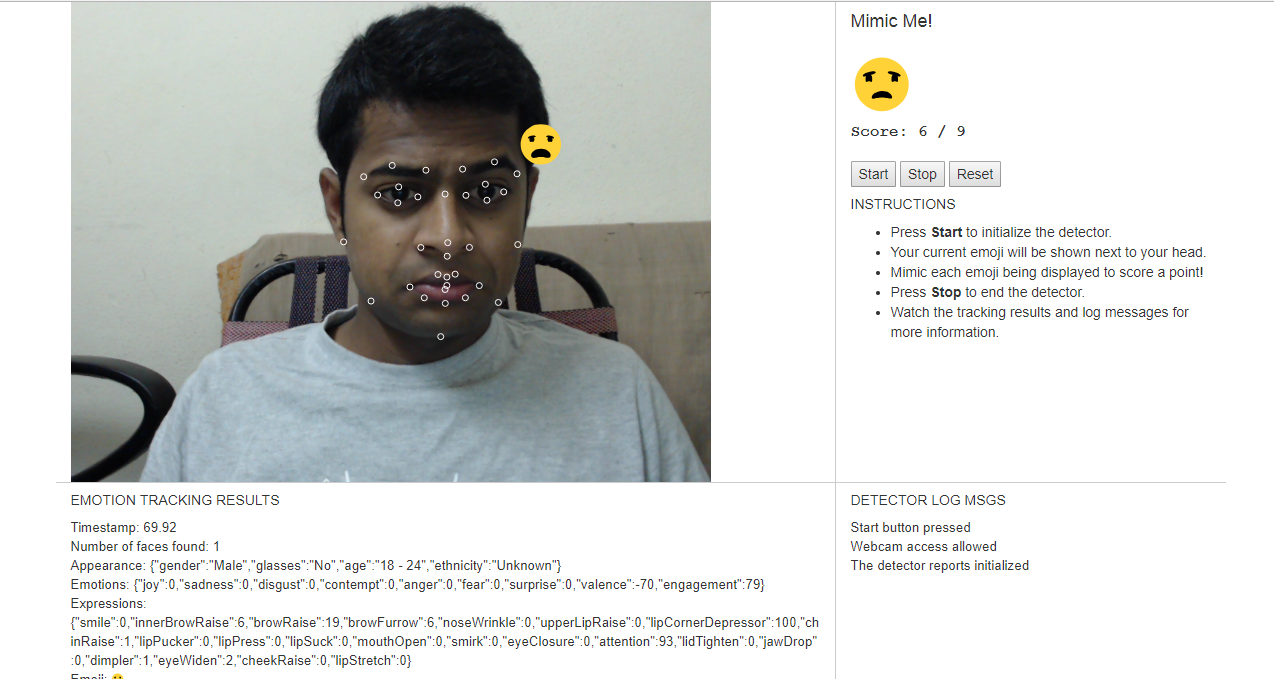 Mimic Me!
Score: 6 / 9
Start Stop Reset
INSTRUCTIONS
Press Start to initialize the detector.
Your current emoji will be shown next to your head.
Mimic each emoji being displayed to score a point!
Press Stop to end the detector.
Watch the tracking results and log messages for
more information.
EMOTION TRACKING RESULTS
Timestamp: 69.92
Number of faces found: 1
Appearance: {"gender":"Male","glasses":"No","age":"18 - 24","ethnicity":"Unknown"}
Emotions: {"joy":0,"sadness":0,"disgust":0,"contempt":0,"anger":0,"fear":0,"surprise":0,"valence":-70,"engagement":79}
Expressions:
{"smile":0,"innerBrowRaise":6,"browRaise":19,"browFurrow":6,"noseWrinkle":0,"upperLipRaise":0,"lipCornerDepressor":100,"ch
inRaise":1,"lipPucker":0,"lipPress":0,"lipSuck":0,"mouthOpen":0,"smirk":0,"eyeClosure":0,"attention":93,"lidTighten":0,"jawDrop"
:0,"dimpler":1,"eyeWiden":2,"cheekRaise":0,"lipStretch":0}
Emoji:
DETECTOR LOG MSGS
Start button pressed
Webcam access allowed
The detector reports initialized